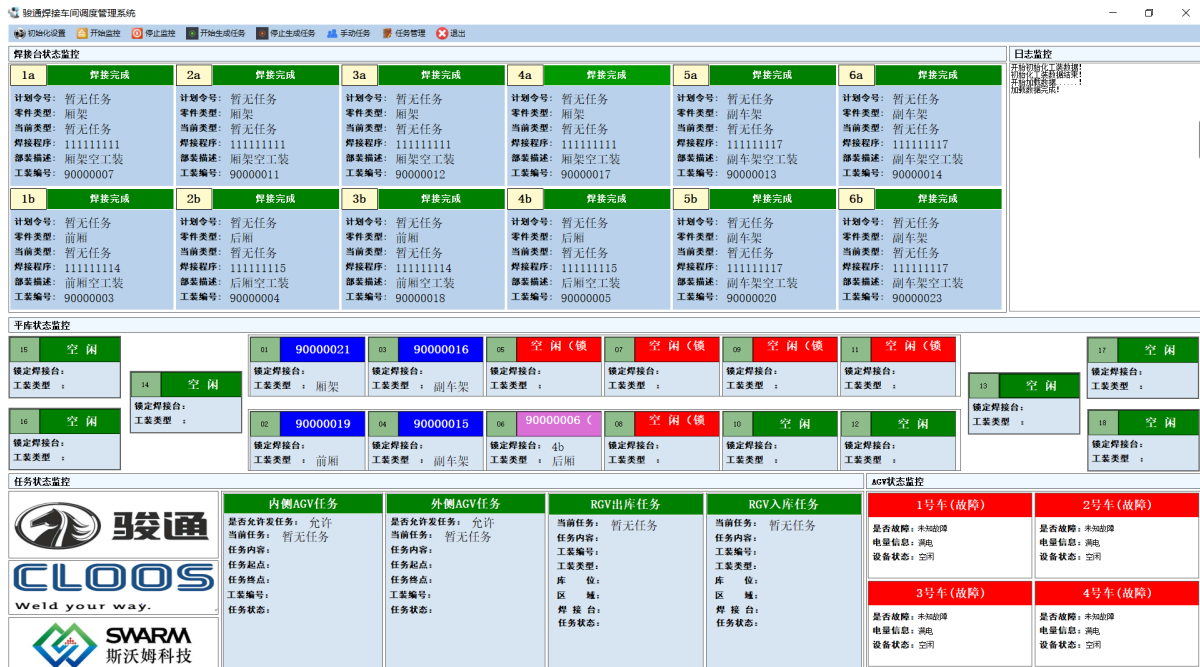 骏通焊接车间调度管理系统
初始化设置 开始监控 停止监控 开始生成任务 停止生成任务 手动任务 任务管理 退出
焊接台状态监控
1a 焊接完成
计划令号： 暂无任务
零件类型： 厢架
当前类型： 暂无任务
焊接程序： 111111111
部装描述： 厢架空工装
工装编号： 90000007
2a 焊接完成
计划令号： 暂无任务
零件类型： 厢架
当前类型： 暂无任务
焊接程序： 111111111
部装描述： 厢架空工装
工装编号： 90000011
3a 焊接完成
计划令号： 暂无任务
零件类型： 厢架
当前类型： 暂无任务
焊接程序： 111111111
部装描述： 厢架空工装
工装编号： 90000012
4a 焊接完成
计划令号： 暂无任务
零件类型： 厢架
当前类型： 暂无任务
焊接程序： 111111111
部装描述： 厢架空工装
工装编号： 90000017
5a 焊接完成
计划令号： 暂无任务
零件类型： 副车架
当前类型： 暂无任务
焊接程序： 111111117
部装描述： 副车架空工装
工装编号： 90000013
6a 焊接完成
计划令号： 暂无任务
零件类型： 副车架
当前类型： 暂无任务
焊接程序： 111111117
部装描述： 副车架空工装
工装编号： 90000014
1b 焊接完成
计划令号： 暂无任务
零件类型： 前厢
当前类型： 暂无任务
焊接程序： 111111114
部装描述： 前厢空工装
工装编号： 90000003
2b 焊接完成
计划令号： 暂无任务
零件类型： 后厢
当前类型： 暂无任务
焊接程序： 111111115
部装描述： 后厢空工装
工装编号： 90000004
3b 焊接完成
计划令号： 暂无任务
零件类型： 前厢
当前类型： 暂无任务
焊接程序： 111111114
部装描述： 前厢空工装
工装编号： 90000018
4b 焊接完成
计划令号： 暂无任务
零件类型： 后厢
当前类型： 暂无任务
焊接程序： 111111115
部装描述： 后厢空工装
工装编号： 90000005
5b 焊接完成
计划令号： 暂无任务
零件类型： 副车架
当前类型： 暂无任务
焊接程序： 111111117
部装描述： 副车架空工装
工装编号： 90000020
6b 焊接完成
计划令号： 暂无任务
零件类型： 副车架
当前类型： 暂无任务
焊接程序： 111111117
部装描述： 副车架空工装
工装编号： 90000023
日志监控
开始初始化工装数据!
初始化工装数据结束!
开始加载数据......!
加载数据完成!
平库状态监控
15 空 闲
锁定焊接台：
工装类型 ：
16 空 闲
锁定焊接台：
工装类型 ：
14 空 闲
锁定焊接台：
工装类型 ：
01 90000021
锁定焊接台：
工装类型 ： 厢架
03 90000016
锁定焊接台：
工装类型 ： 副车架
05 空 闲（锁
锁定焊接台：
工装类型 ：
07 空 闲（锁
锁定焊接台：
工装类型 ：
09 空 闲（锁
锁定焊接台：
工装类型 ：
11 空 闲（锁
锁定焊接台：
工装类型 ：
02 90000019
锁定焊接台：
工装类型 ： 前厢
04 90000015
锁定焊接台：
工装类型 ： 副车架
06 90000006（
锁定焊接台： 4b
工装类型 ： 后厢
08 空 闲（锁
锁定焊接台：
工装类型 ：
10 空 闲
锁定焊接台：
工装类型 ：
12 空 闲
锁定焊接台：
工装类型 ：
13 空 闲
锁定焊接台：
工装类型 ：
17 空 闲
锁定焊接台：
工装类型 ：
18 空 闲
锁定焊接台：
工装类型 ：
任务状态监控
骏通
CLOOS
Weld your way.
SWARM
斯沃姆科技
内侧AGV任务
是否允许发任务： 允许
当前任务： 暂无任务
任务内容：
任务起点：
任务终点：
工装编号：
任务状态：
外侧AGV任务
是否允许发任务： 允许
当前任务： 暂无任务
任务内容：
任务起点：
任务终点：
工装编号：
任务状态：
RGV出库任务
当前任务： 暂无任务
任务内容：
工装编号：
工装类型：
库 位：
区 域：
焊 接 台：
任务状态：
RGV入库任务
当前任务： 暂无任务
任务内容：
工装编号：
工装类型：
库 位：
区 域：
焊 接 台：
任务状态：
AGV状态监控
1号车(故障)
是否故障：未知故障
电量信息：满电
设备状态：空闲
2号车(故障)
是否故障：未知故障
电量信息：满电
设备状态：空闲
3号车(故障)
是否故障：未知故障
电量信息：满电
设备状态：空闲
4号车(故障)
是否故障：未知故障
电量信息：满电
设备状态：空闲